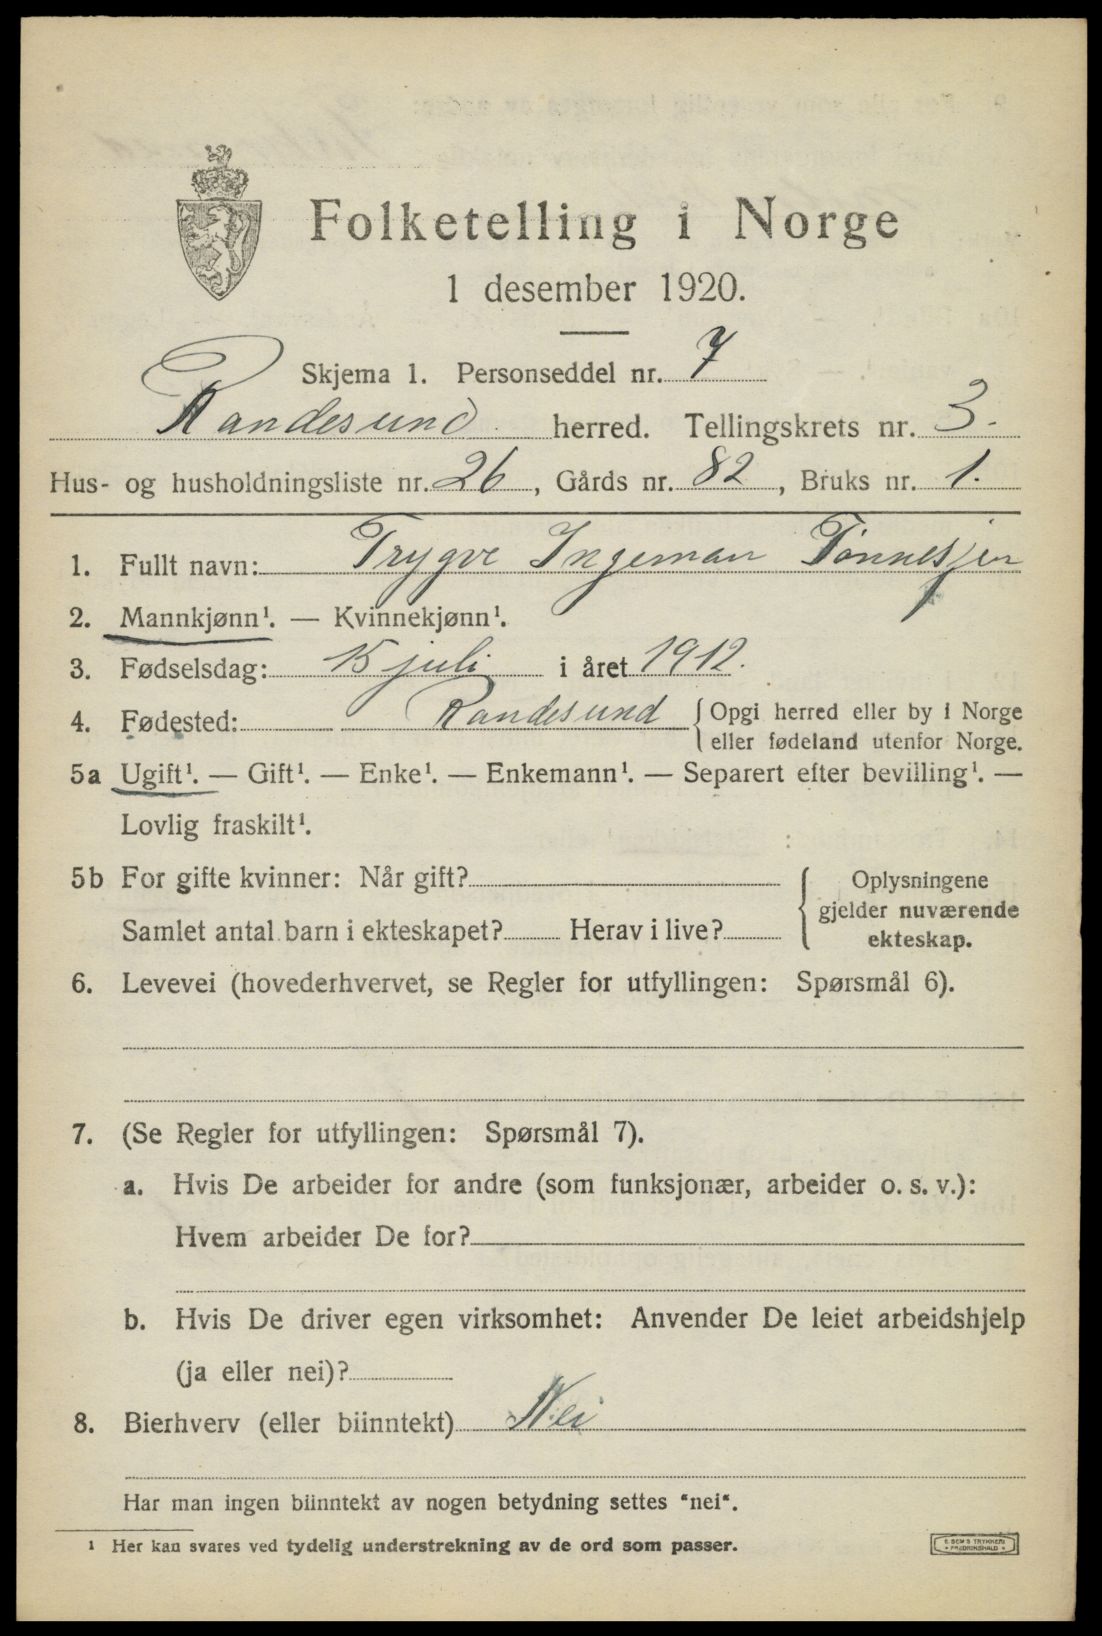 Folketelling i Norge
1 desember 1920.
Skjema 1. Personseddel nr. 7
Randesund herred. Tellingskrets nr. 3.
Hus- og husholdningsliste nr. 26, Gårds nr. 82, Bruks nr. 1.
1. Fullt navn: Trygve Ingeman Tønnesjen
2. Mannkjønn¹. — Kvinnekjønn¹.
3. Fødselsdag: 15 juli i året 1912.
4. Fødested: Randesund { Opgi herred eller by i Norge
eller fødeland utenfor Norge.
5a Ugift¹. — Gift¹. — Enke¹. — Enkemann¹. — Separert efter bevilling¹. —
Lovlig fraskilt¹.
5b For gifte kvinner: Når gift?
Samlet antal barn i ekteskapet? Herav i live?
{ Oplysningene
gjelder nuværende
ekteskap.
6. Levevei (hovederhvervet, se Regler for utfyllingen: Spørsmål 6).
7. (Se Regler for utfyllingen: Spørsmål 7).
a. Hvis De arbeider for andre (som funksjonær, arbeider o. s. v.):
Hvem arbeider De for?
b. Hvis De driver egen virksomhet: Anvender De leiet arbeidshjelp
(ja eller nei)?
8. Bierhverv (eller biinntekt) Nei
Har man ingen biinntekt av nogen betydning settes "nei".
¹ Her kan svares ved tydelig understrekning av de ord som passer.
E. SEM'S TRYKKERI
FREDRIKSHALD